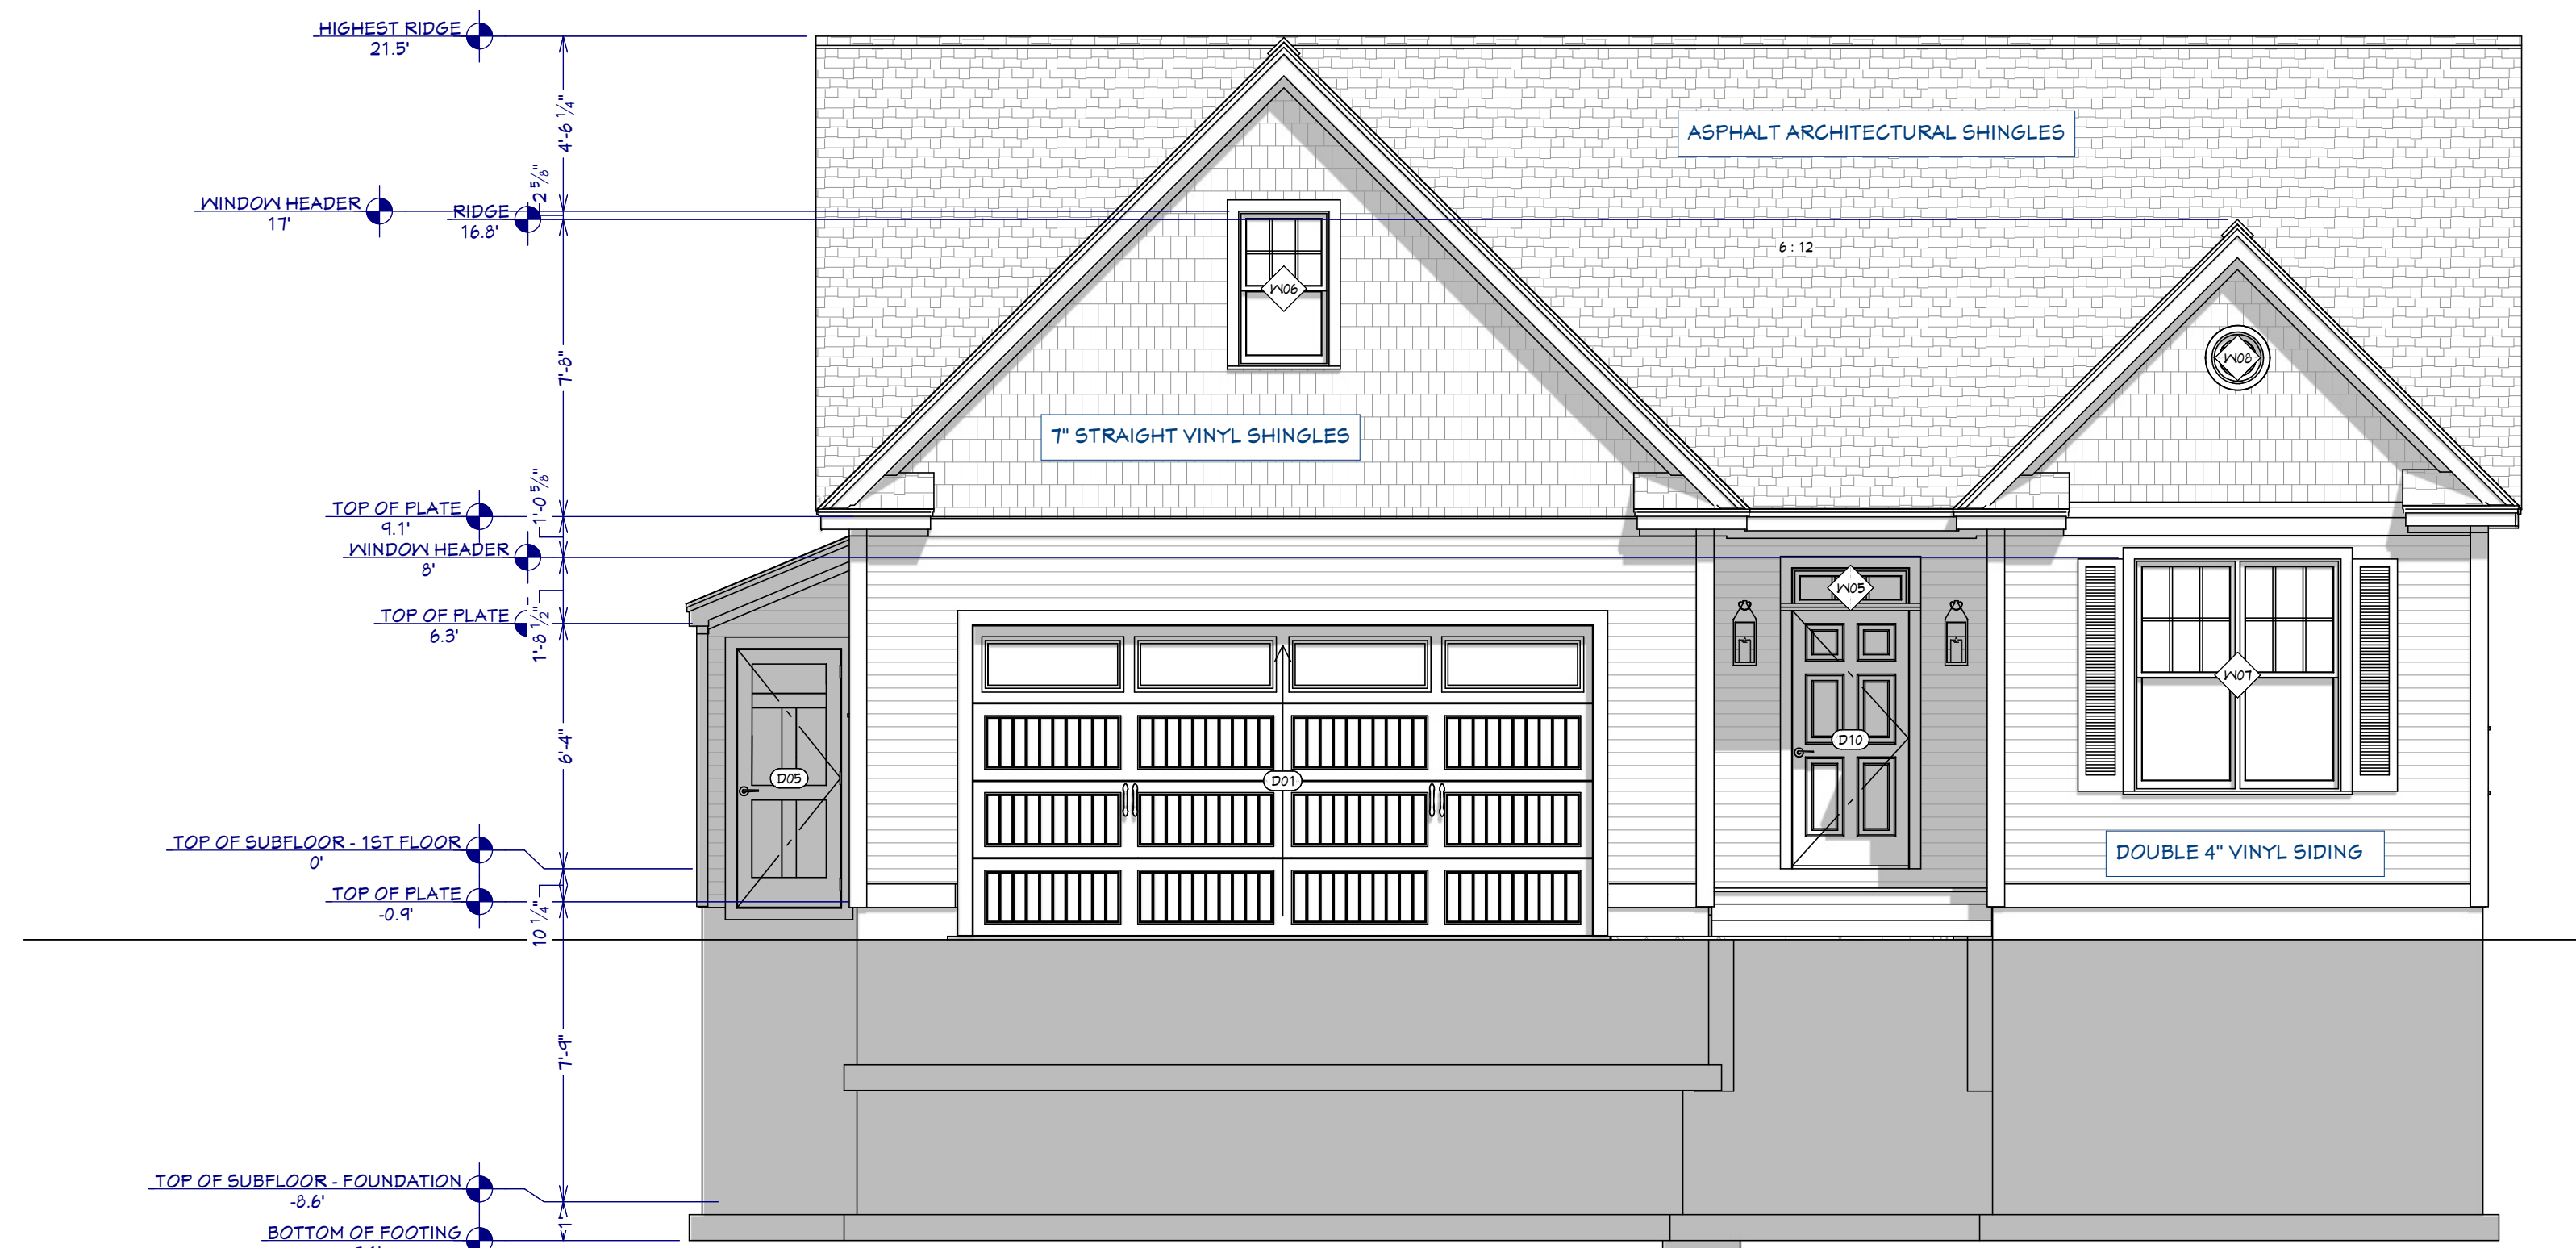 HIGHEST RIDGE
21.5'
4'-6 1/4"
ASPHALT ARCHITECTURAL SHINGLES
2 5/8"
WINDOW HEADER
17'
RIDGE
16.8'
6 : 12
W06
W08
7'-8"
7" STRAIGHT VINYL SHINGLES
1'-0 5/8"
TOP OF PLATE
9.1'
WINDOW HEADER
8'
W05
TOP OF PLATE
6.3'
1'-8 1/2"
W07
6'-4"
D05
D01
D10
TOP OF SUBFLOOR - 1ST FLOOR
0'
DOUBLE 4" VINYL SIDING
TOP OF PLATE
-0.9'
10 1/4"
7'-9"
TOP OF SUBFLOOR - FOUNDATION
-8.6'
1'
BOTTOM OF FOOTING